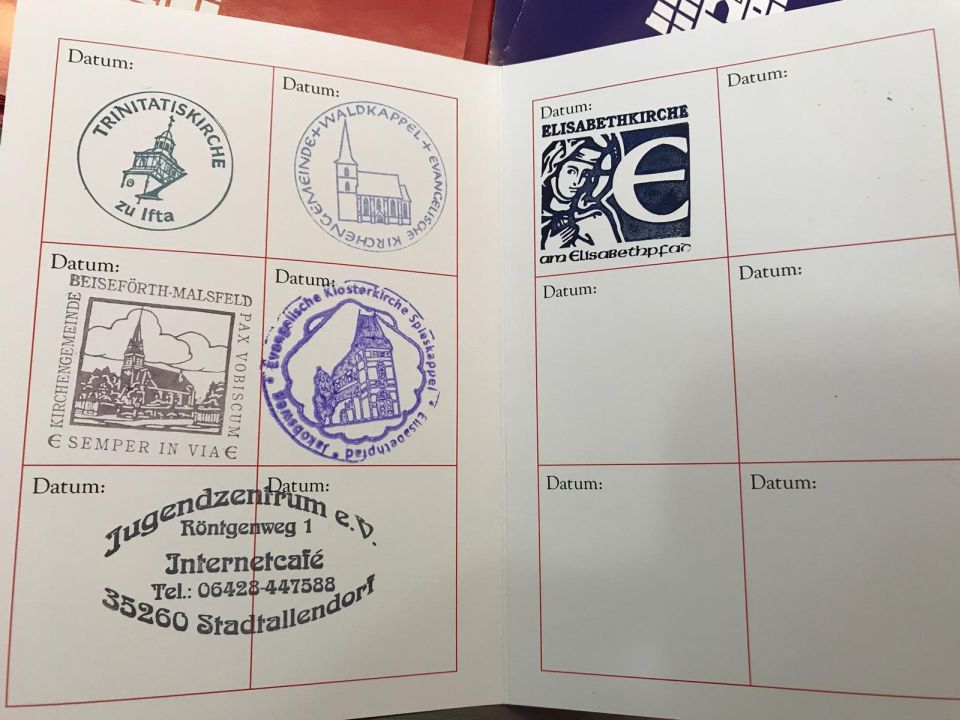 Datum:
TRINITATISKIRCHE
zu Ifta
Datum:
WALDKAPPEL + EVANGELISCHE KIRCHENGEMEINDE +
Datum:
BEISEFÖRTH-MALSFELD
KIRCHENGEMEINDE
PAX VOBISCUM
E SEMPER IN VIA E
Datum:
Evangelische Klosterkirche Spieskappel * Elisabethpfad * Jakobsweg *
Datum:
Datum:
Jugendzentrum e.V.
Röntgenweg 1
Internetcafé
Tel.: 06428-447588
35260 Stadtallendorf
Datum:
ELISABETHKIRCHE
E
am Elisabethpfad
Datum:
Datum:
Datum:
Datum:
Datum: